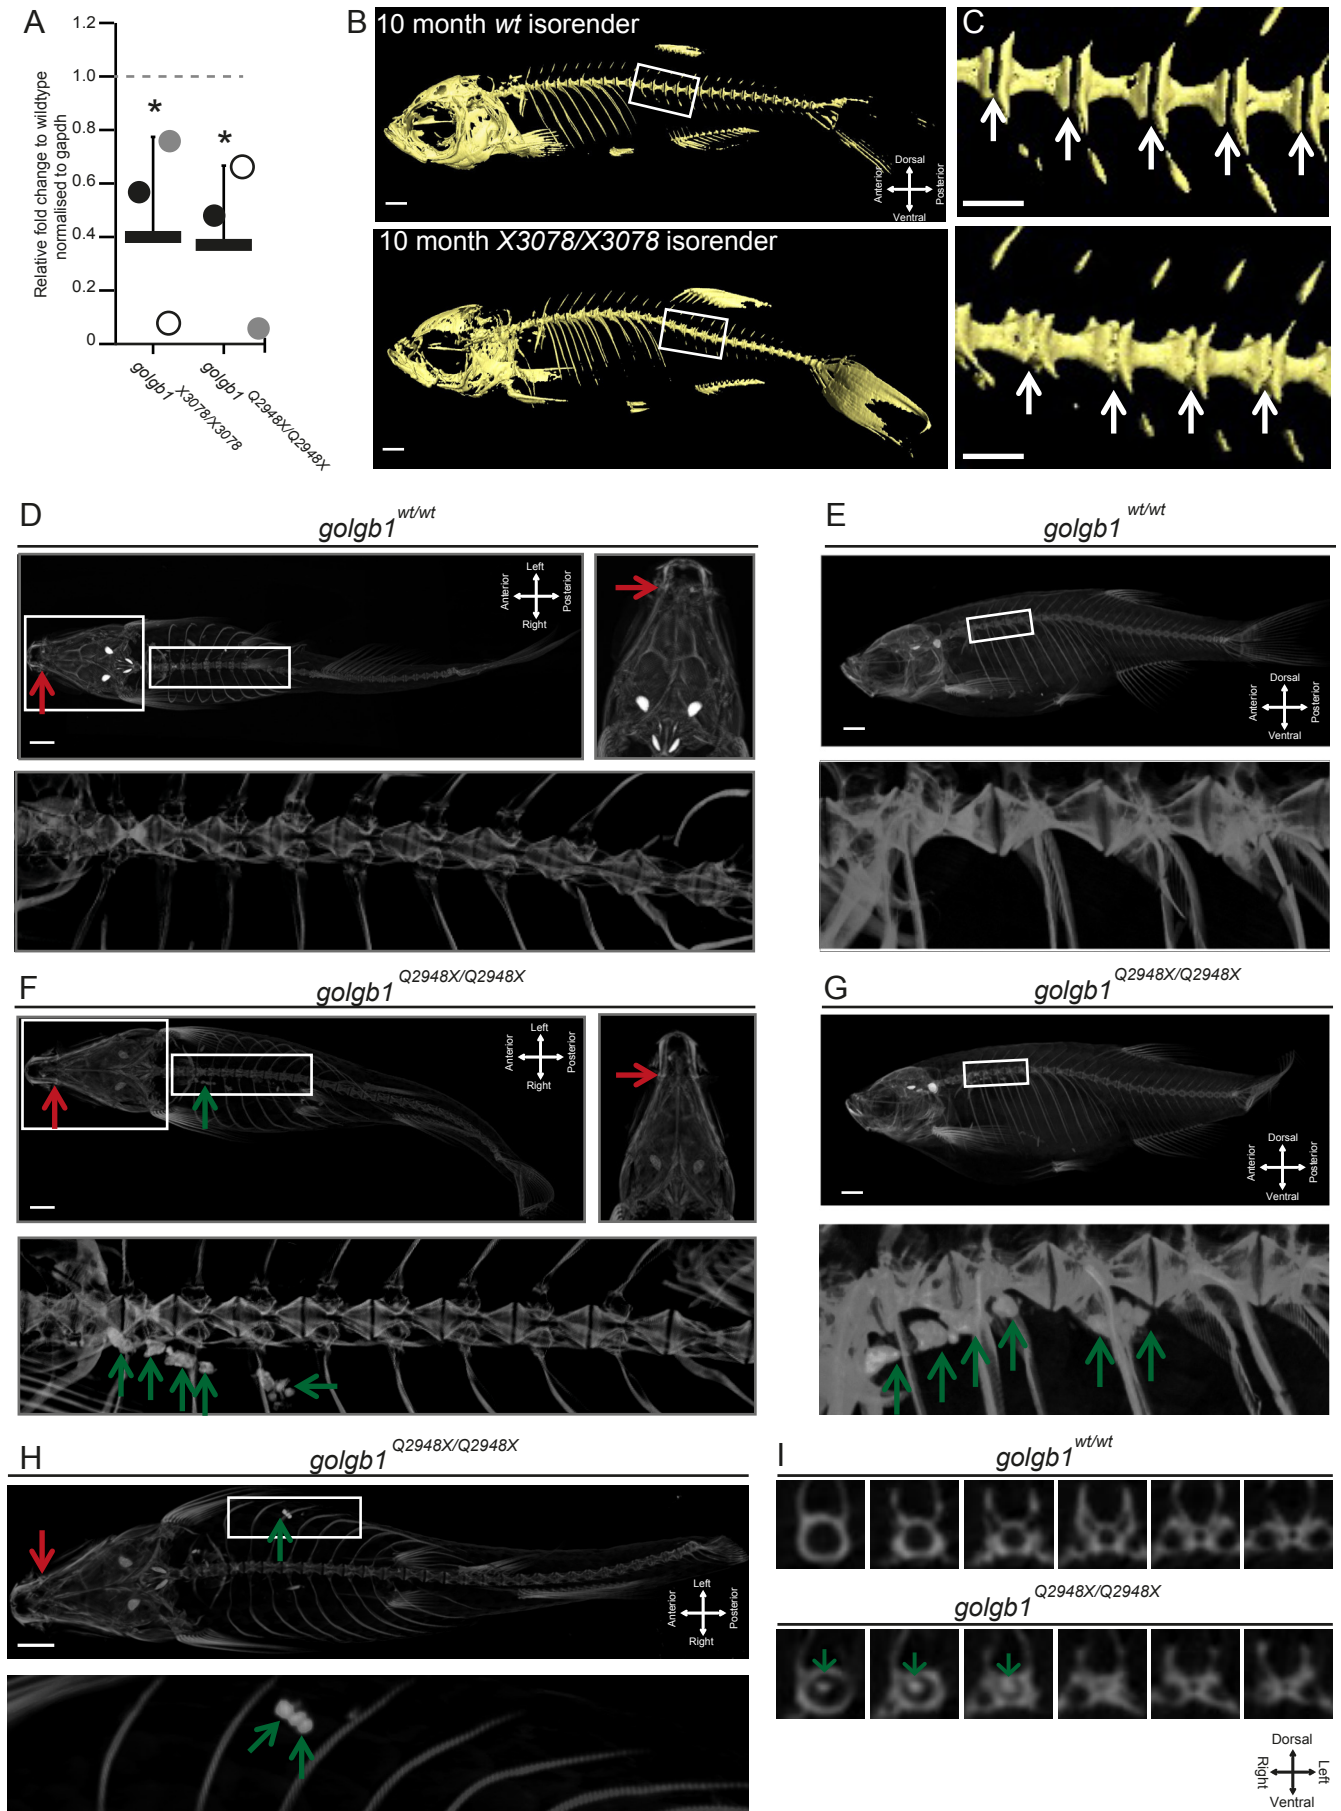 A
Relative fold change to wildtype
normalised to gapdh
1.2
1.0
0.8
0.6
0.4
0.2
0
*
*
golgb1 X3078/X3078
golgb1 Q2948X/Q2948X
B
10 month wt isorender
Dorsal
Anterior
Posterior
Ventral
10 month X3078/X3078 isorender
C
D
golgb1 wt/wt
Left
Anterior
Posterior
Right
E
golgb1 wt/wt
Dorsal
Anterior
Posterior
Ventral
F
golgb1 Q2948X/Q2948X
Left
Anterior
Posterior
Right
G
golgb1 Q2948X/Q2948X
Dorsal
Anterior
Posterior
Ventral
H
golgb1 Q2948X/Q2948X
Left
Anterior
Posterior
Right
I
golgb1 wt/wt
golgb1 Q2948X/Q2948X
Dorsal
Right
Left
Ventral